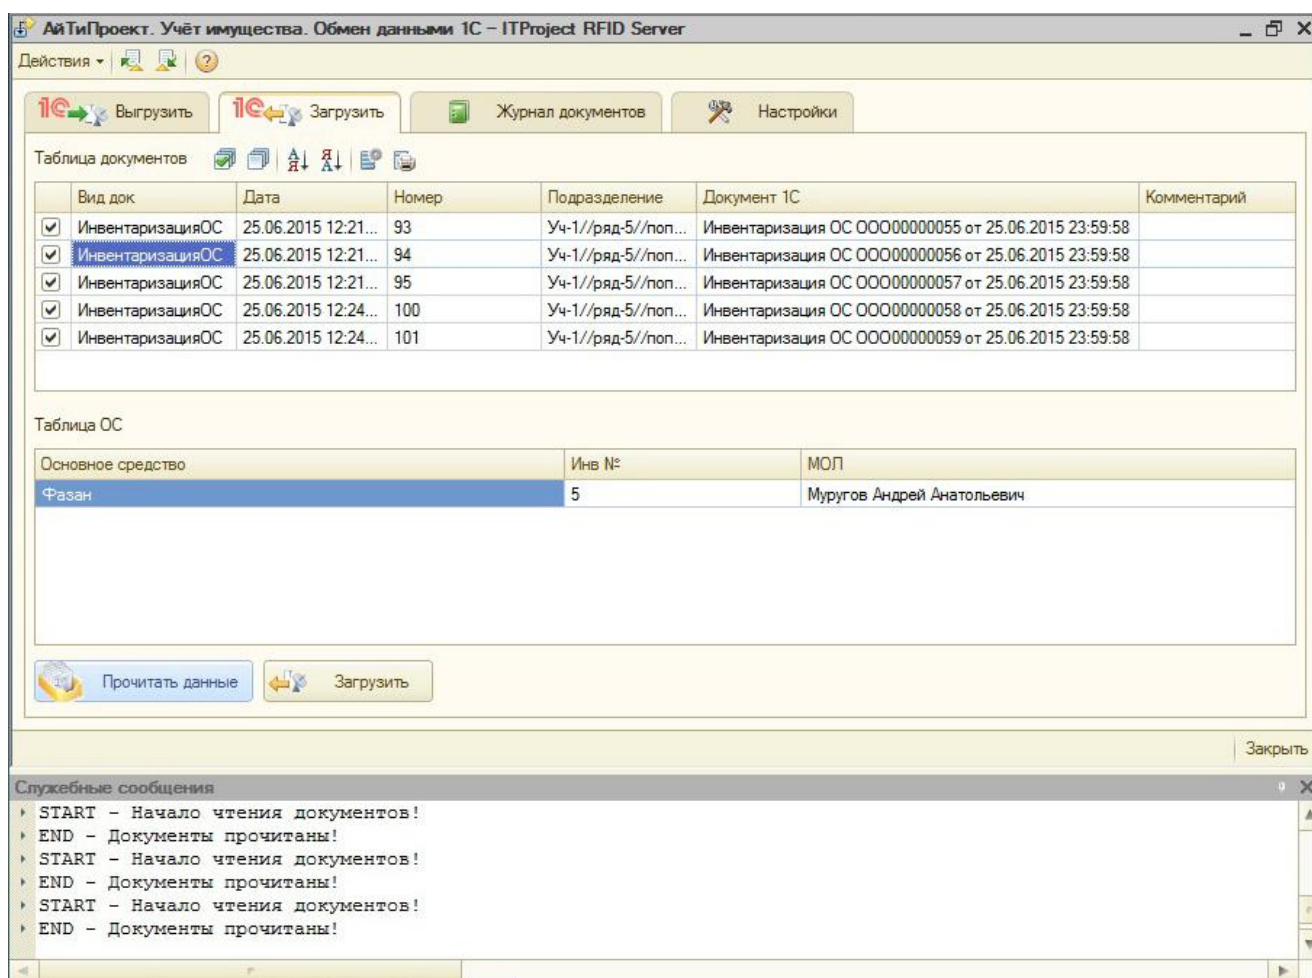 АйТиПроект. Учёт имущества. Обмен данными 1С - ITProject RFID Server
Действия
Выгрузить Загрузить Журнал документов Настройки
Таблица документов
Вид док Дата Номер Подразделение Документ 1С Комментарий
ИнвентаризацияОС 25.06.2015 12:21... 93 Уч-1//ряд-5//поп... Инвентаризация ОС ООО00000055 от 25.06.2015 23:59:58
ИнвентаризацияОС 25.06.2015 12:21... 94 Уч-1//ряд-5//поп... Инвентаризация ОС ООО00000056 от 25.06.2015 23:59:58
ИнвентаризацияОС 25.06.2015 12:21... 95 Уч-1//ряд-5//поп... Инвентаризация ОС ООО00000057 от 25.06.2015 23:59:58
ИнвентаризацияОС 25.06.2015 12:24... 100 Уч-1//ряд-5//поп... Инвентаризация ОС ООО00000058 от 25.06.2015 23:59:58
ИнвентаризацияОС 25.06.2015 12:24... 101 Уч-1//ряд-5//поп... Инвентаризация ОС ООО00000059 от 25.06.2015 23:59:58
Таблица ОС
Основное средство Инв № МОЛ
Фазан 5 Муругов Андрей Анатольевич
Прочитать данные Загрузить
Закрыть
Служебные сообщения
START - Начало чтения документов!
END - Документы прочитаны!
START - Начало чтения документов!
END - Документы прочитаны!
START - Начало чтения документов!
END - Документы прочитаны!